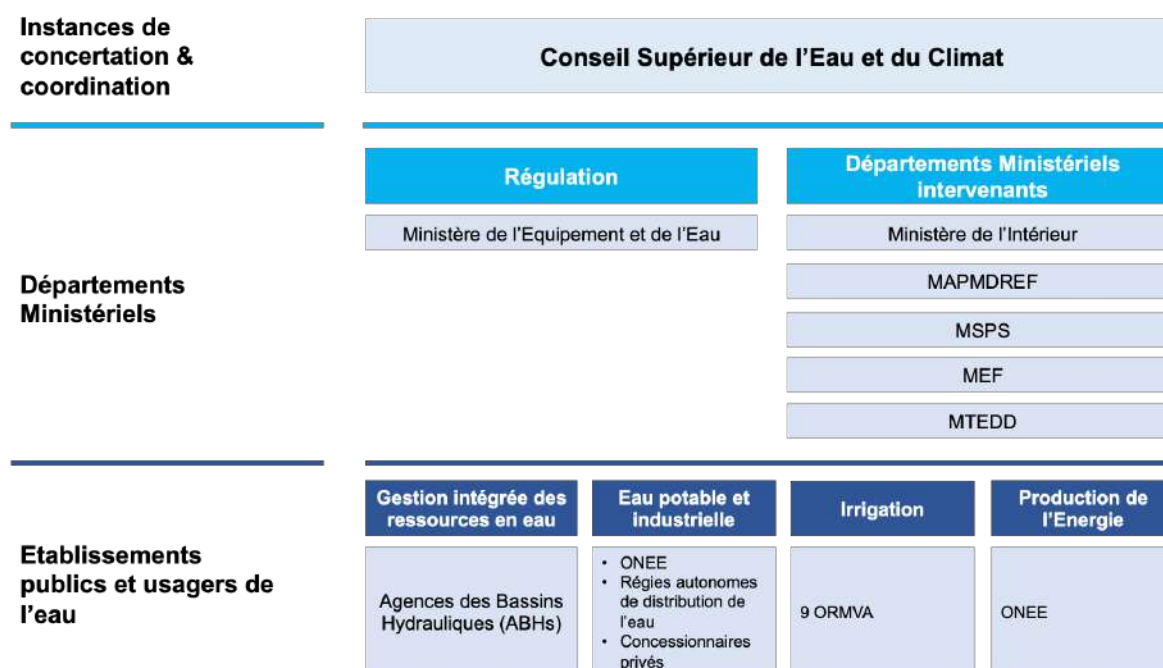 Instances de
concertation &
coordination
Conseil Supérieur de l'Eau et du Climat
Départements
Ministériels
Régulation
Ministère de l'Equipement et de l'Eau
Départements Ministériels
intervenants
Ministère de l'Intérieur
MAPMDREF
MSPS
MEF
MTEDD
Etablissements
publics et usagers de
l'eau
Gestion intégrée des
ressources en eau
Agences des Bassins
Hydrauliques (ABHs)
Eau potable et
industrielle
• ONEE
• Régies autonomes
de distribution de
l'eau
• Concessionnaires
privés
Irrigation
9 ORMVA
Production de
l'Energie
ONEE